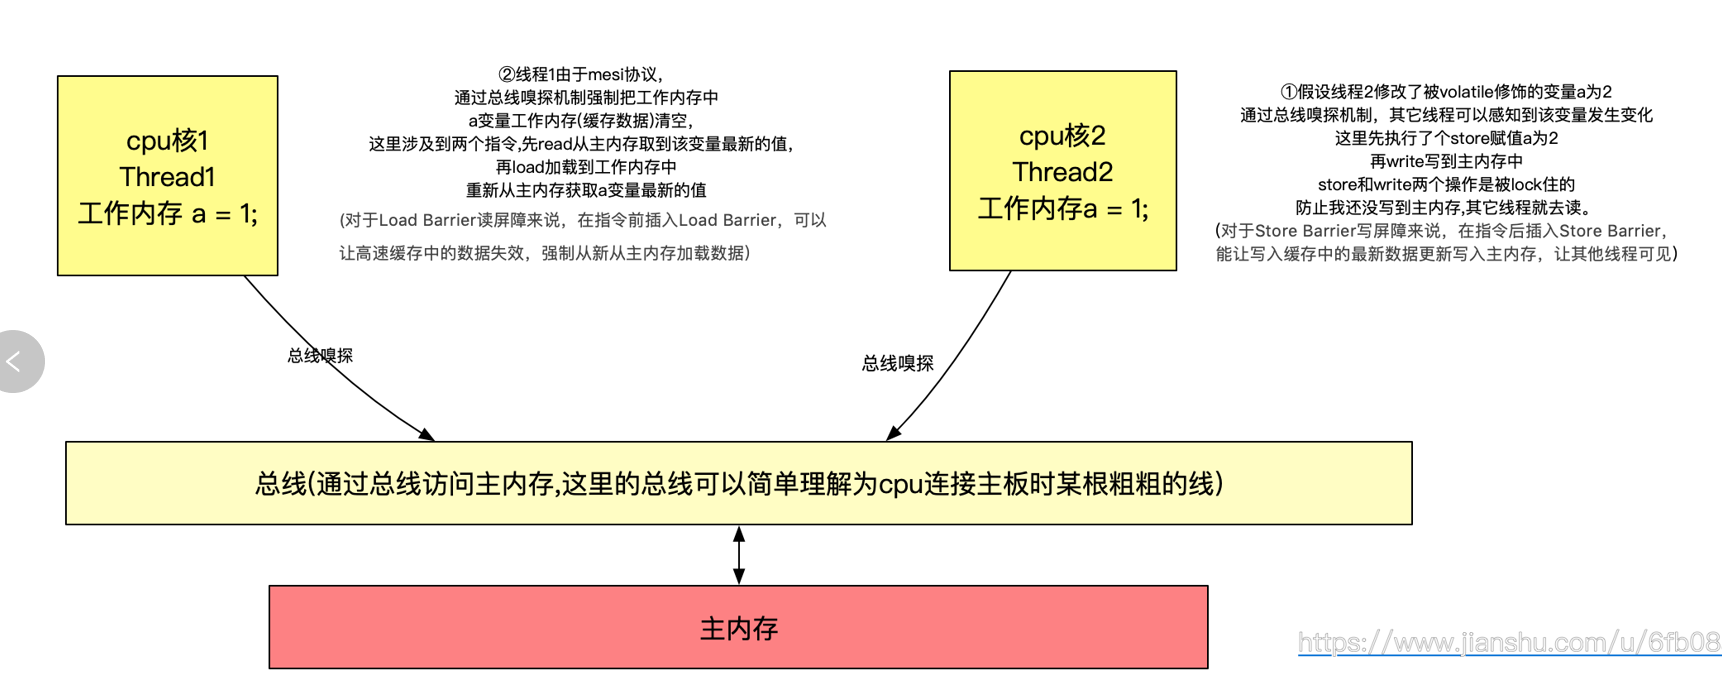 cpu核1
Thread1
工作内存 a = 1;
②线程1由于mesi协议，
通过总线嗅探机制强制把工作内存中
a变量工作内存(缓存数据)清空，
这里涉及到两个指令,先read从主内存取到该变量最新的值，
再load加载到工作内存中
重新从主内存获取a变量最新的值
(对于Load Barrier读屏障来说，在指令前插入Load Barrier，可以
让高速缓存中的数据失效，强制从新从主内存加载数据)
cpu核2
Thread2
工作内存a = 1;
①假设线程2修改了被volatile修饰的变量a为2
通过总线嗅探机制，其它线程可以感知到该变量发生变化
这里先执行了个store赋值a为2
再write写到主内存中
store和write两个操作是被lock住的
防止我还没写到主内存,其它线程就去读。
(对于Store Barrier写屏障来说，在指令后插入Store Barrier，
能让写入缓存中的最新数据更新写入主内存，让其他线程可见)
总线嗅探
总线嗅探
总线(通过总线访问主内存,这里的总线可以简单理解为cpu连接主板时某根粗粗的线)
主内存
https://www.jianshu.com/u/6fb08